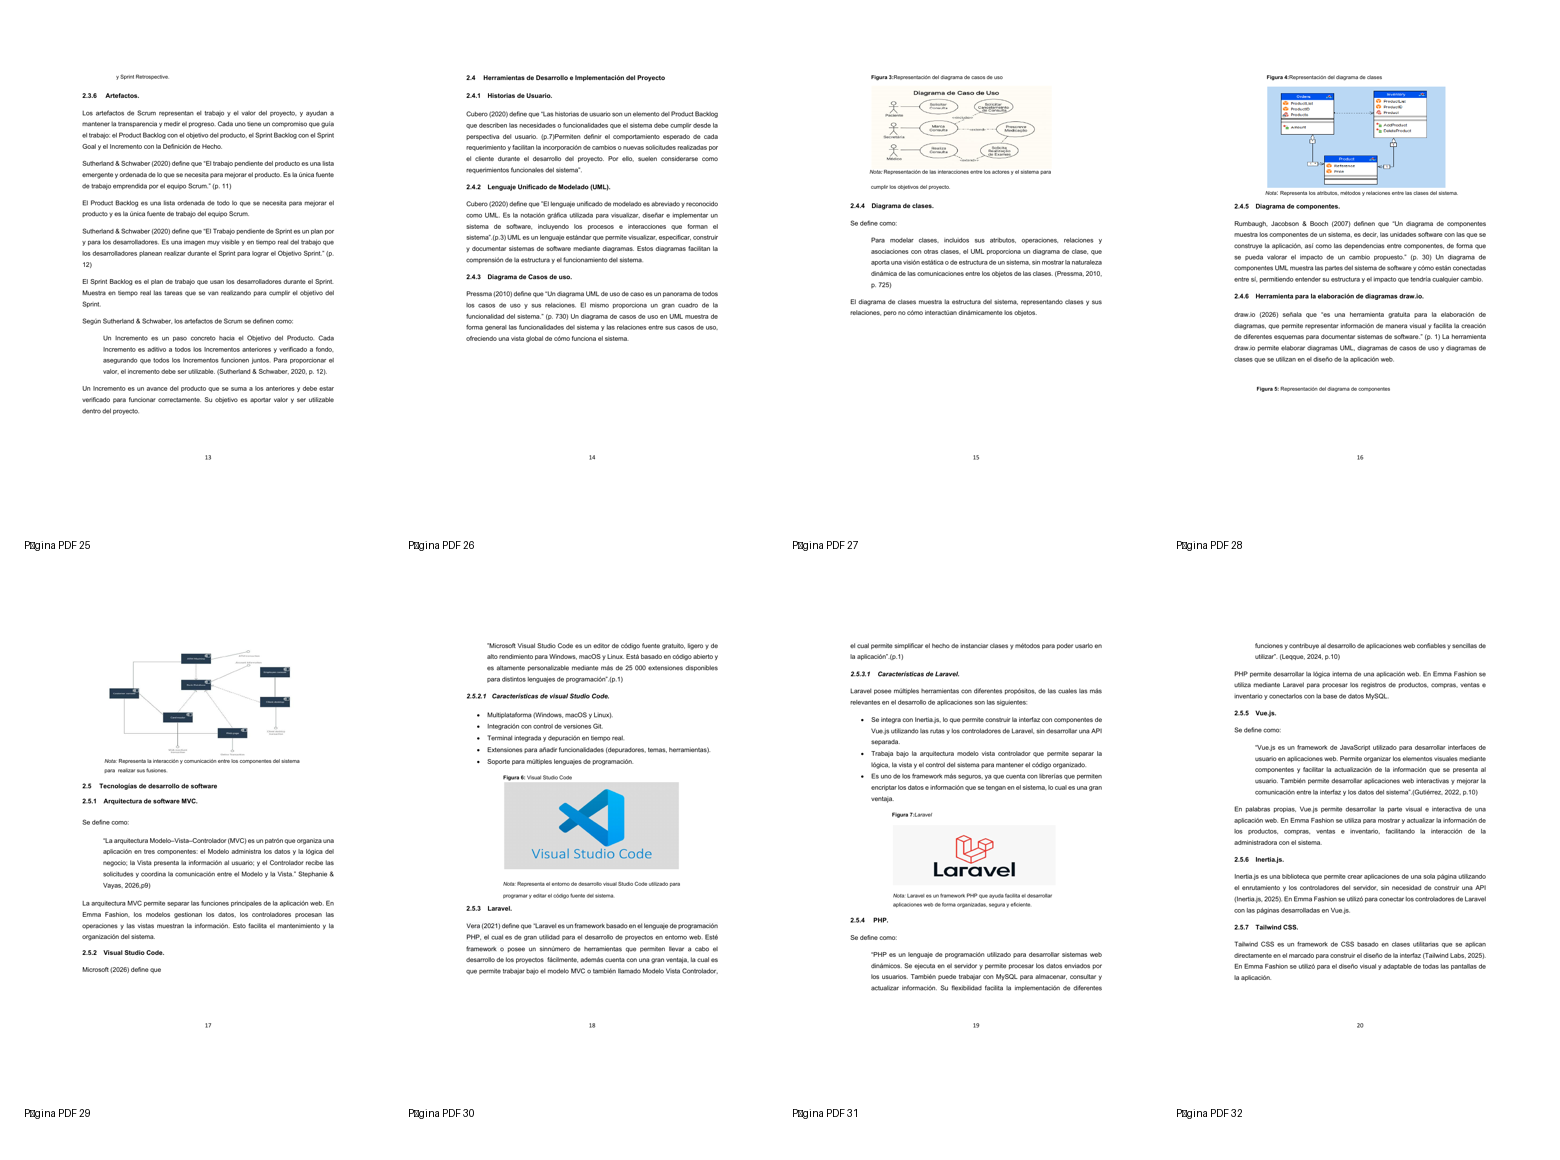 y Sprint Retrospective.
2.3.6 Artefactos.
Los artefactos de Scrum representan el trabajo y el valor del proyecto, y ayudan a
mantener la transparencia y medir el progreso. Cada uno tiene un compromiso que guía
el trabajo: el Product Backlog con el objetivo del producto, el Sprint Backlog con el Sprint
Goal y el Incremento con la Definición de Hecho.
Sutherland & Schwaber (2020) define que “El trabajo pendiente del producto es una lista
emergente y ordenada de lo que se necesita para mejorar el producto. Es la única fuente
de trabajo emprendida por el equipo Scrum.” (p. 11)
El Product Backlog es una lista ordenada de todo lo que se necesita para mejorar el
producto y es la única fuente de trabajo del equipo Scrum.
Sutherland & Schwaber (2020) define que “El Trabajo pendiente de Sprint es un plan por
y para los desarrolladores. Es una imagen muy visible y en tiempo real del trabajo que
los desarrolladores planean realizar durante el Sprint para lograr el Objetivo Sprint.” (p.
12)
El Sprint Backlog es el plan de trabajo que usan los desarrolladores durante el Sprint.
Muestra en tiempo real las tareas que se van realizando para cumplir el objetivo del
Sprint.
Según Sutherland & Schwaber, los artefactos de Scrum se definen como:
Un Incremento es un paso concreto hacia el Objetivo del Producto. Cada
Incremento es aditivo a todos los Incrementos anteriores y verificado a fondo,
asegurando que todos los Incrementos funcionen juntos. Para proporcionar el
valor, el incremento debe ser utilizable. (Sutherland & Schwaber, 2020, p. 12).
Un Incremento es un avance del producto que se suma a los anteriores y debe estar
verificado para funcionar correctamente. Su objetivo es aportar valor y ser utilizable
dentro del proyecto.
13
Página PDF 25
2.4 Herramientas de Desarrollo e Implementación del Proyecto
2.4.1 Historias de Usuario.
Cubero (2020) define que “Las historias de usuario son un elemento del Product Backlog
que describen las necesidades o funcionalidades que el sistema debe cumplir desde la
perspectiva del usuario. (p.7)Permiten definir el comportamiento esperado de cada
requerimiento y facilitan la incorporación de cambios o nuevas solicitudes realizadas por
el cliente durante el desarrollo del proyecto. Por ello, suelen considerarse como
requerimientos funcionales del sistema”.
2.4.2 Lenguaje Unificado de Modelado (UML).
Cubero (2020) define que ”El lenguaje unificado de modelado es abreviado y reconocido
como UML. Es la notación gráfica utilizada para visualizar, diseñar e implementar un
sistema de software, incluyendo los procesos e interacciones que forman el
sistema”.(p.3) UML es un lenguaje estándar que permite visualizar, especificar, construir
y documentar sistemas de software mediante diagramas. Estos diagramas facilitan la
comprensión de la estructura y el funcionamiento del sistema.
2.4.3 Diagrama de Casos de uso.
Pressma (2010) define que “Un diagrama UML de uso de caso es un panorama de todos
los casos de uso y sus relaciones. El mismo proporciona un gran cuadro de la
funcionalidad del sistema.” (p. 730) Un diagrama de casos de uso en UML muestra de
forma general las funcionalidades del sistema y las relaciones entre sus casos de uso,
ofreciendo una vista global de cómo funciona el sistema.
14
Página PDF 26
Figura 3:Representación del diagrama de casos de uso
Diagrama de Caso de Uso
Solicitar Consulta
Solicitar Cancelamiento de Consulta
Paciente
Marca Consulta
Prescreve Medicação
Secretaria
Realiza Consulta
Solicita Realização de Exames
Médico
Nota: Representación de las interacciones entre los actores y el sistema para
cumplir los objetivos del proyecto.
2.4.4 Diagrama de clases.
Se define como:
Para modelar clases, incluidos sus atributos, operaciones, relaciones y
asociaciones con otras clases, el UML proporciona un diagrama de clase, que
aporta una visión estática o de estructura de un sistema, sin mostrar la naturaleza
dinámica de las comunicaciones entre los objetos de las clases. (Pressma, 2010,
p. 725)
El diagrama de clases muestra la estructura del sistema, representando clases y sus
relaciones, pero no cómo interactúan dinámicamente los objetos.
15
Página PDF 27
Figura 4:Representación del diagrama de clases
Orders
ProductList
ProductID
Products
Amount
Inventory
ProductList
ProductID
Product
AddProduct
DeleteProduct
Product
Reference
Price
Nota: Representa los atributos, métodos y relaciones entre las clases del sistema.
2.4.5 Diagrama de componentes.
Rumbaugh, Jacobson & Booch (2007) definen que “Un diagrama de componentes
muestra los componentes de un sistema, es decir, las unidades software con las que se
construye la aplicación, así como las dependencias entre componentes, de forma que
se pueda valorar el impacto de un cambio propuesto.” (p. 30) Un diagrama de
componentes UML muestra las partes del sistema de software y cómo están conectadas
entre sí, permitiendo entender su estructura y el impacto que tendría cualquier cambio.
2.4.6 Herramienta para la elaboración de diagramas draw.io.
draw.io (2026) señala que “es una herramienta gratuita para la elaboración de
diagramas, que permite representar información de manera visual y facilita la creación
de diferentes esquemas para documentar sistemas de software.” (p. 1) La herramienta
draw.io permite elaborar diagramas UML, diagramas de casos de uso y diagramas de
clases que se utilizan en el diseño de la aplicación web.
Figura 5: Representación del diagrama de componentes
16
Página PDF 28
Nota: Representa la interacción y comunicación entre los componentes del sistema
para realizar sus fusiones.
2.5 Tecnologías de desarrollo de software
2.5.1 Arquitectura de software MVC.
Se define como:
“La arquitectura Modelo–Vista–Controlador (MVC) es un patrón que organiza una
aplicación en tres componentes: el Modelo administra los datos y la lógica del
negocio; la Vista presenta la información al usuario; y el Controlador recibe las
solicitudes y coordina la comunicación entre el Modelo y la Vista.” Stephanie &
Vayas, 2026,p9)
La arquitectura MVC permite separar las funciones principales de la aplicación web. En
Emma Fashion, los modelos gestionan los datos, los controladores procesan las
operaciones y las vistas muestran la información. Esto facilita el mantenimiento y la
organización del sistema.
2.5.2 Visual Studio Code.
Microsoft (2026) define que
17
Página PDF 29
”Microsoft Visual Studio Code es un editor de código fuente gratuito, ligero y de
alto rendimiento para Windows, macOS y Linux. Está basado en código abierto y
es altamente personalizable mediante más de 25 000 extensiones disponibles
para distintos lenguajes de programación”.(p.1)
2.5.2.1 Características de visual Studio Code.
• Multiplataforma (Windows, macOS y Linux).
• Integración con control de versiones Git.
• Terminal integrada y depuración en tiempo real.
• Extensiones para añadir funcionalidades (depuradores, temas, herramientas).
• Soporte para múltiples lenguajes de programación.
Figura 6: Visual Studio Code
Visual Studio Code
Nota: Representa el entorno de desarrollo visual Studio Code utilizado para
programar y editar el código fuente del sistema.
2.5.3 Laravel.
Vera (2021) define que “Laravel es un framework basado en el lenguaje de programación
PHP, el cual es de gran utilidad para el desarrollo de proyectos en entorno web. Esté
framework o posee un sinnúmero de herramientas que permiten llevar a cabo el
desarrollo de los proyectos fácilmente, además cuenta con una gran ventaja, la cual es
que permite trabajar bajo el modelo MVC o también llamado Modelo Vista Controlador,
18
Página PDF 30
el cual permite simplificar el hecho de instanciar clases y métodos para poder usarlo en
la aplicación”.(p.1)
2.5.3.1 Características de Laravel.
Laravel posee múltiples herramientas con diferentes propósitos, de las cuales las más
relevantes en el desarrollo de aplicaciones son las siguientes:
• Se integra con Inertia.js, lo que permite construir la interfaz con componentes de
Vue.js utilizando las rutas y los controladores de Laravel, sin desarrollar una API
separada.
• Trabaja bajo la arquitectura modelo vista controlador que permite separar la
lógica, la vista y el control del sistema para mantener el código organizado.
• Es uno de los framework más seguros, ya que cuenta con librerías que permiten
encriptar los datos e información que se tengan en el sistema, lo cual es una gran
ventaja.
Figura 7:Laravel
Laravel
Nota: Laravel es un framework PHP que ayuda facilita el desarrollar
aplicaciones web de forma organizadas, segura y eficiente.
2.5.4 PHP.
Se define como:
”PHP es un lenguaje de programación utilizado para desarrollar sistemas web
dinámicos. Se ejecuta en el servidor y permite procesar los datos enviados por
los usuarios. También puede trabajar con MySQL para almacenar, consultar y
actualizar información. Su flexibilidad facilita la implementación de diferentes
19
Página PDF 31
funciones y contribuye al desarrollo de aplicaciones web confiables y sencillas de
utilizar”. (Leqque, 2024, p.10)
PHP permite desarrollar la lógica interna de una aplicación web. En Emma Fashion se
utiliza mediante Laravel para procesar los registros de productos, compras, ventas e
inventario y conectarlos con la base de datos MySQL.
2.5.5 Vue.js.
Se define como:
“Vue.js es un framework de JavaScript utilizado para desarrollar interfaces de
usuario en aplicaciones web. Permite organizar los elementos visuales mediante
componentes y facilitar la actualización de la información que se presenta al
usuario. También permite desarrollar aplicaciones web interactivas y mejorar la
comunicación entre la interfaz y los datos del sistema”.(Gutiérrez, 2022, p.10)
En palabras propias, Vue.js permite desarrollar la parte visual e interactiva de una
aplicación web. En Emma Fashion se utiliza para mostrar y actualizar la información de
los productos, compras, ventas e inventario, facilitando la interacción de la
administradora con el sistema.
2.5.6 Inertia.js.
Inertia.js es una biblioteca que permite crear aplicaciones de una sola página utilizando
el enrutamiento y los controladores del servidor, sin necesidad de construir una API
(Inertia.js, 2025). En Emma Fashion se utilizó para conectar los controladores de Laravel
con las páginas desarrolladas en Vue.js.
2.5.7 Tailwind CSS.
Tailwind CSS es un framework de CSS basado en clases utilitarias que se aplican
directamente en el marcado para construir el diseño de la interfaz (Tailwind Labs, 2025).
En Emma Fashion se utilizó para el diseño visual y adaptable de todas las pantallas de
la aplicación.
20
Página PDF 32